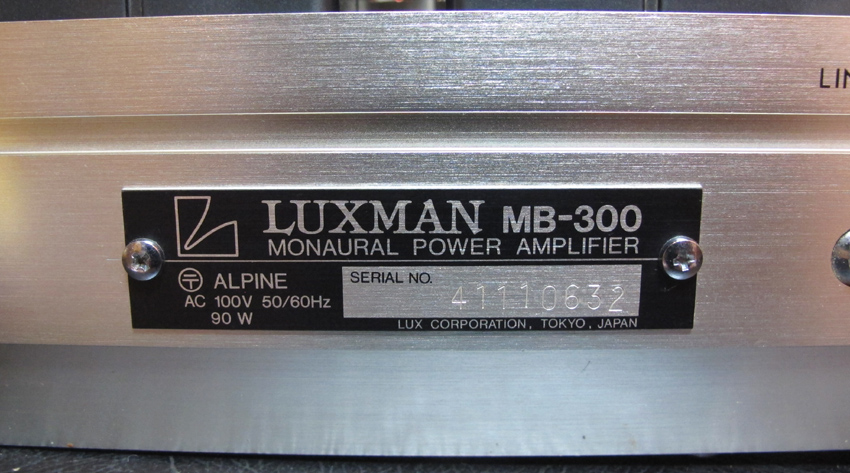 LIN
LUXMAN MB-300
MONAURAL POWER AMPLIFIER
ALPINE
AC 100V 50/60Hz
90 W
SERIAL NO.
41110632
LUX CORPORATION, TOKYO, JAPAN